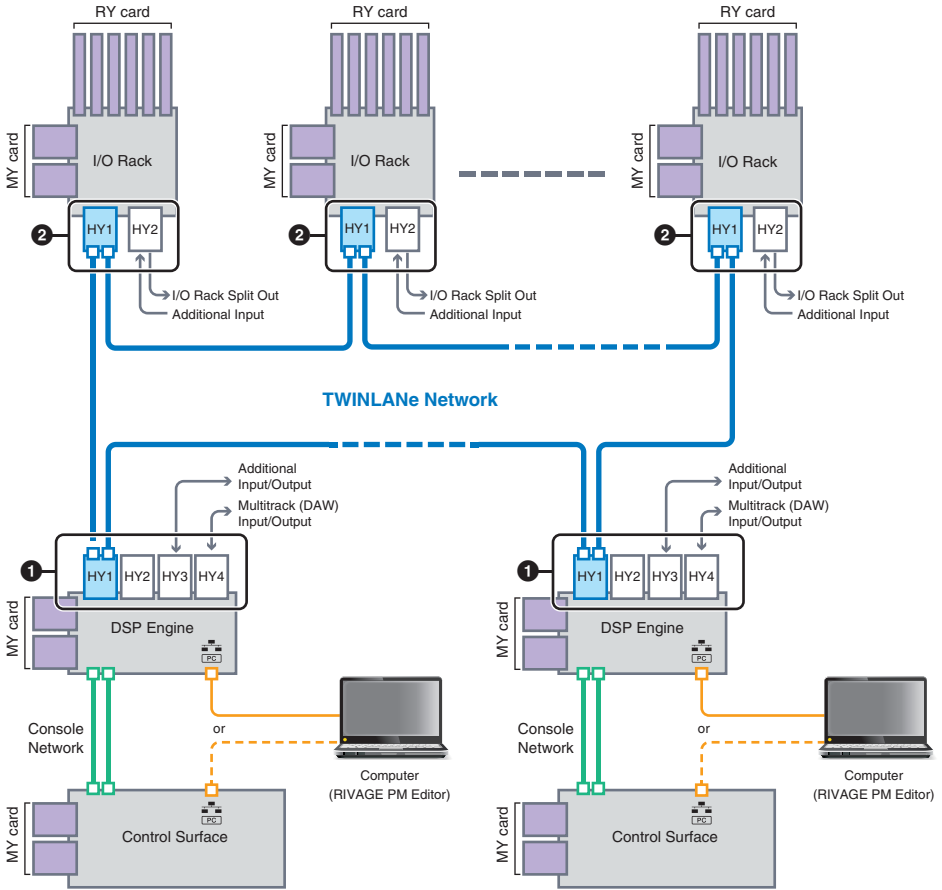 RY card
RY card
RY card
MY card
I/O Rack
MY card
I/O Rack
MY card
I/O Rack
2
HY1
HY2
2
HY1
HY2
2
HY1
HY2
I/O Rack Split Out
Additional Input
I/O Rack Split Out
Additional Input
I/O Rack Split Out
Additional Input
TWINLANe Network
Additional
Input/Output
Multitrack (DAW)
Input/Output
Additional
Input/Output
Multitrack (DAW)
Input/Output
1
HY1
HY2
HY3
HY4
1
HY1
HY2
HY3
HY4
MY card
DSP Engine
PC
MY card
DSP Engine
PC
Console
Network
or
Computer
(RIVAGE PM Editor)
Console
Network
or
Computer
(RIVAGE PM Editor)
MY card
PC
Control Surface
MY card
PC
Control Surface